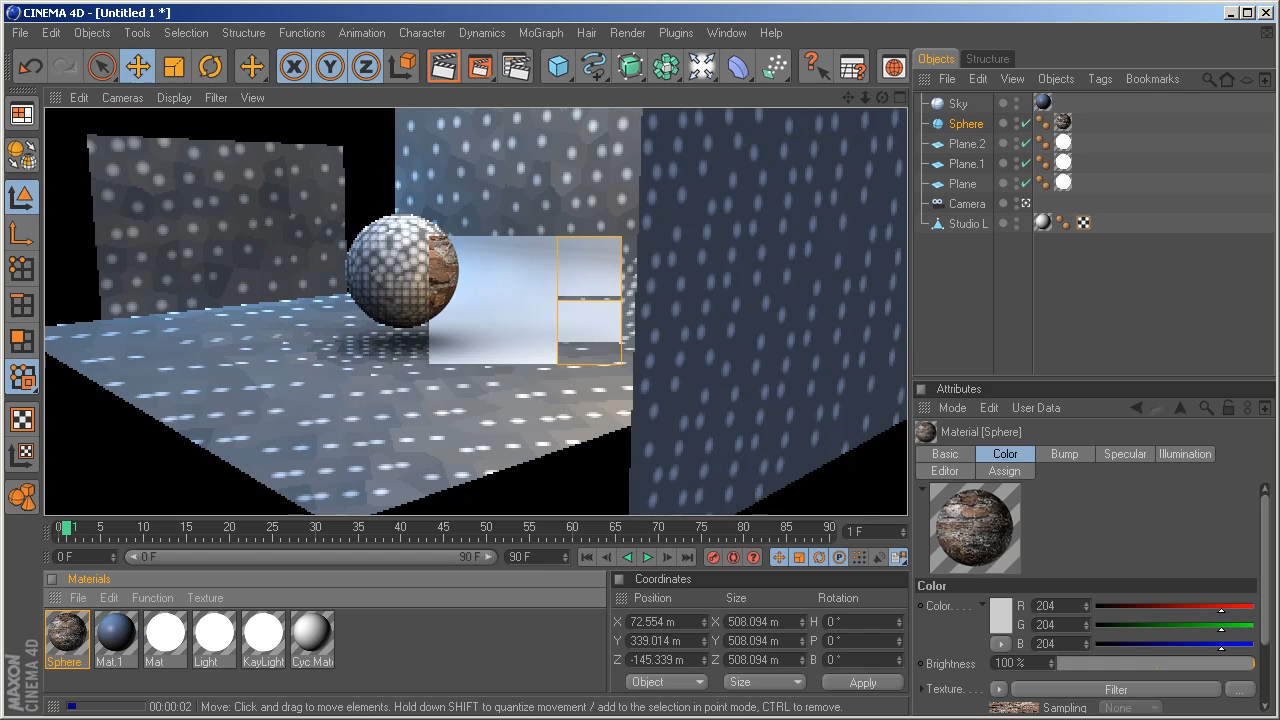 CINEMA 4D - [Untitled 1 *]
File Edit Objects Tools Selection Structure Functions Animation Character Dynamics MoGraph Hair Render Plugins Window Help
X Y Z
Objects Structure
File Edit View Objects Tags Bookmarks
Edit Cameras Display Filter View
Sky
Sphere
Plane.2
Plane.1
Plane
Camera
Studio L
Attributes
Mode Edit User Data
Material [Sphere]
Basic Color Bump Specular Illumination
Editor Assign
Color
Color. . . . R 204
G 204
B 204
Brightness 100 %
Texture. . . . Filter ...
Sampling None
0 1 5 10 15 20 25 30 35 40 45 50 55 60 65 70 75 80 85 90 1 F
0 F 0 F 90 F 90 F
Materials
File Edit Function Texture
Sphere Mat.1 Mat Light KayLight Cyc Mate
Coordinates
Position Size Rotation
X 72.554 m X 508.094 m H 0 °
Y 339.014 m Y 508.094 m P 0 °
Z -145.339 m Z 508.094 m B 0 °
Object Size Apply
MAXON
CINEMA 4D
00:00:02 Move: Click and drag to move elements. Hold down SHIFT to quantize movement / add to the selection in point mode, CTRL to remove.